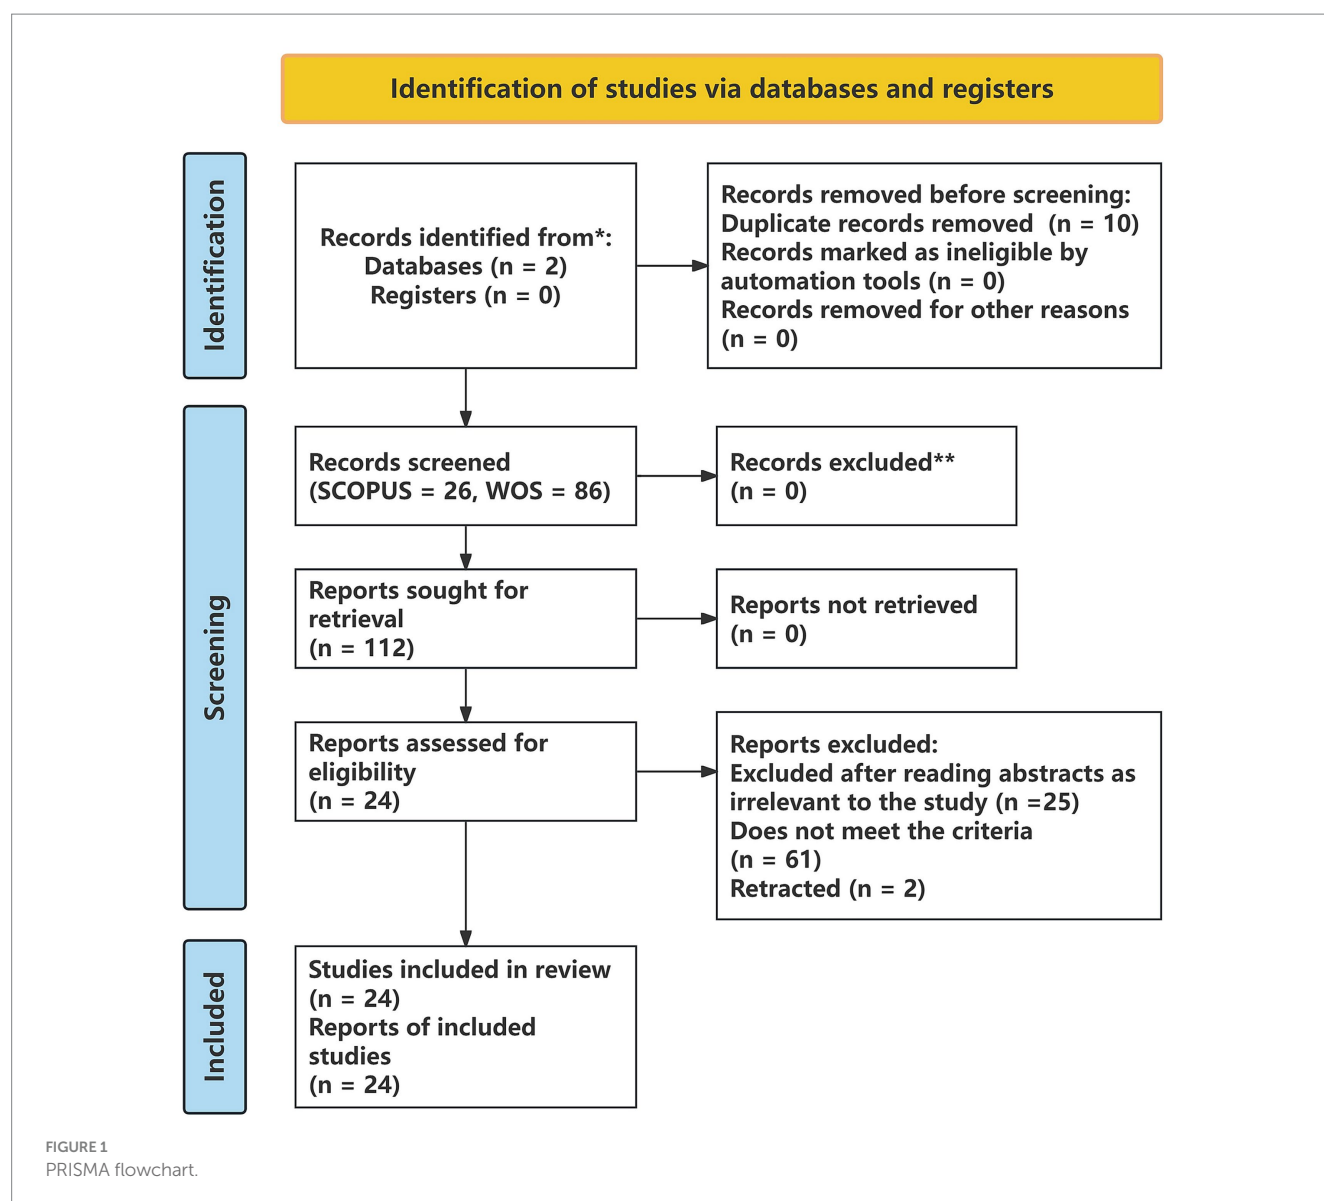 Identification of studies via databases and registers
Identification
Records identified from*:
Databases (n = 2)
Registers (n = 0)
Records removed before screening:
Duplicate records removed  (n = 10)
Records marked as ineligible by
automation tools (n = 0)
Records removed for other reasons
(n = 0)
Screening
Records screened
(SCOPUS = 26, WOS = 86)
Records excluded**
(n = 0)
Reports sought for
retrieval
(n = 112)
Reports not retrieved
(n = 0)
Reports assessed for
eligibility
(n = 24)
Reports excluded:
Excluded after reading abstracts as
irrelevant to the study (n =25)
Does not meet the criteria
(n = 61)
Retracted (n = 2)
Included
Studies included in review
(n = 24)
Reports of included
studies
(n = 24)
FIGURE 1
PRISMA flowchart.